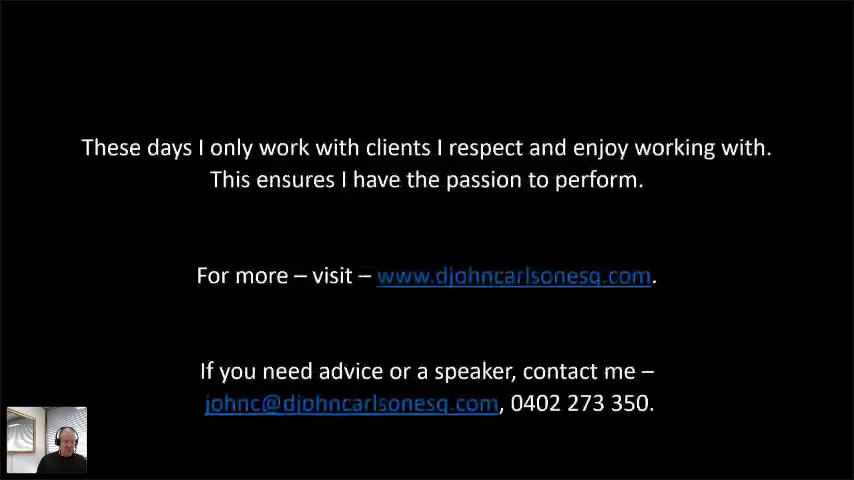 These days I only work with clients I respect and enjoy working with.
This ensures I have the passion to perform.
For more – visit – www.djohncarlsonesq.com.
If you need advice or a speaker, contact me –
johnc@djohncarlsonesq.com, 0402 273 350.